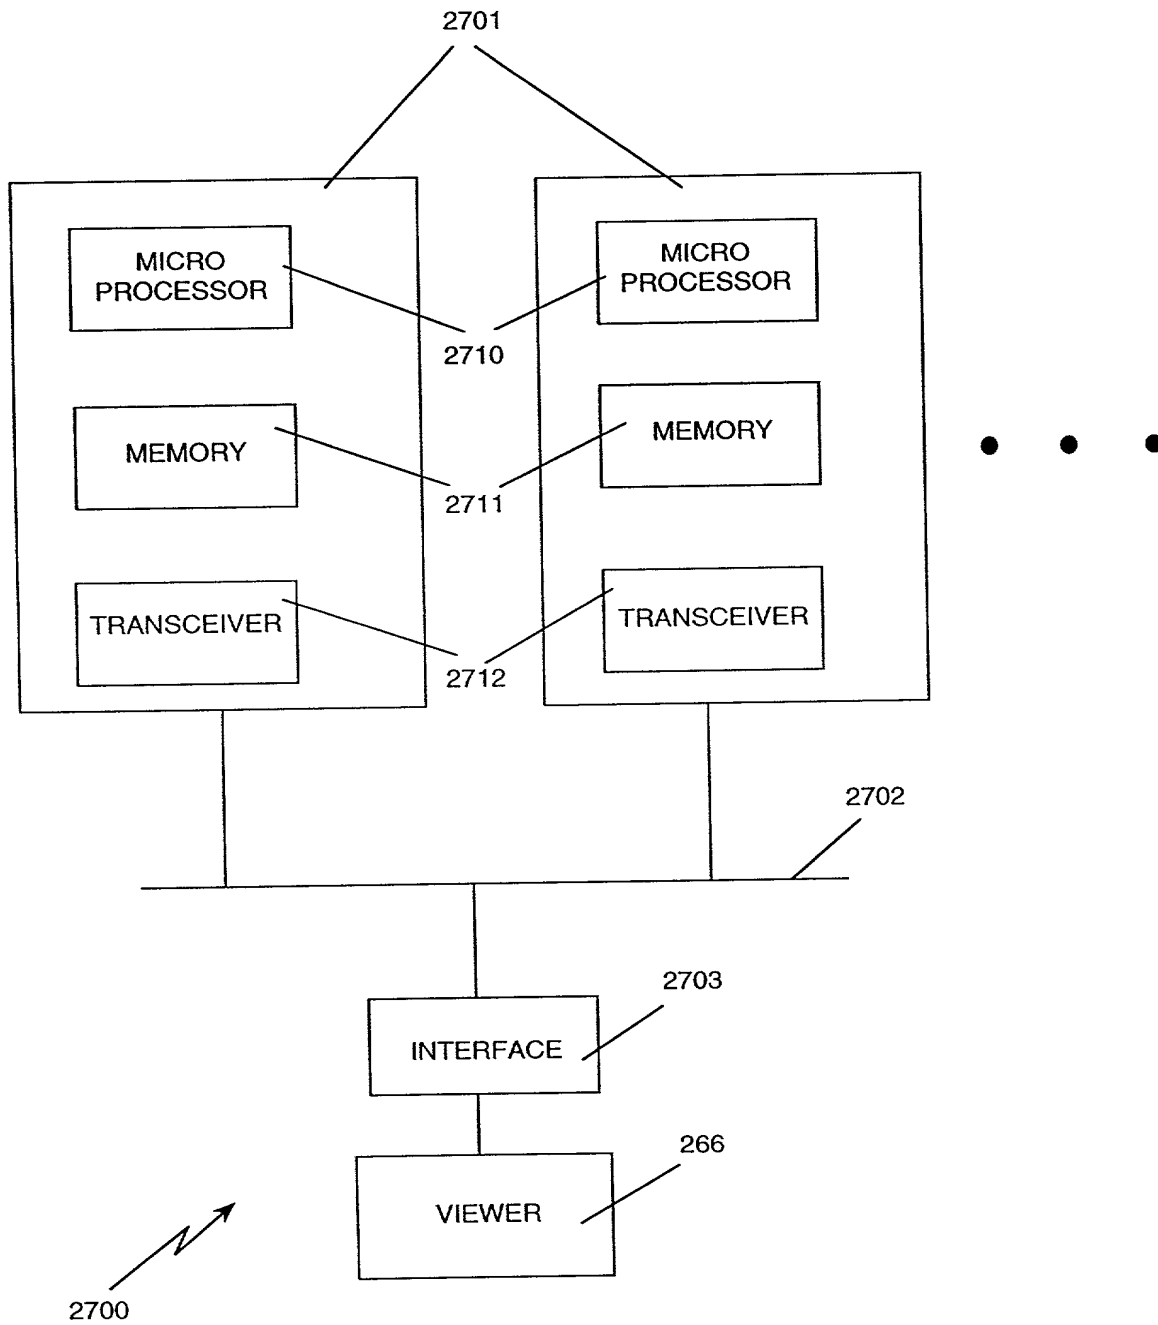 2701
MICRO
PROCESSOR
MICRO
PROCESSOR
2710
MEMORY
MEMORY
2711
TRANSCEIVER
TRANSCEIVER
2712
2702
2703
INTERFACE
266
VIEWER
2700